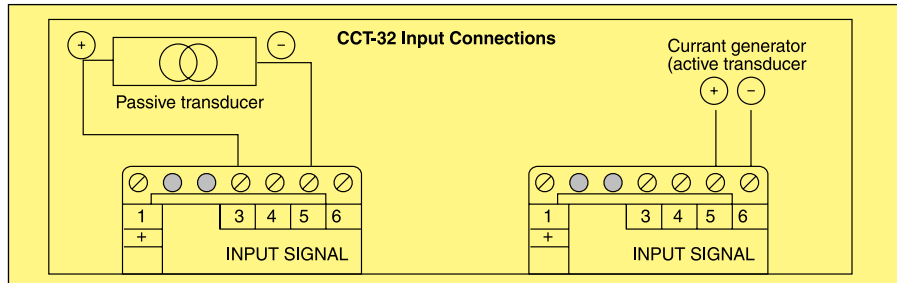 CCT-32 Input Connections
+
−
Passive transducer
Currant generator
(active transducer
+
−
1 3 4 5 6
+
INPUT SIGNAL
1 3 4 5 6
+
INPUT SIGNAL